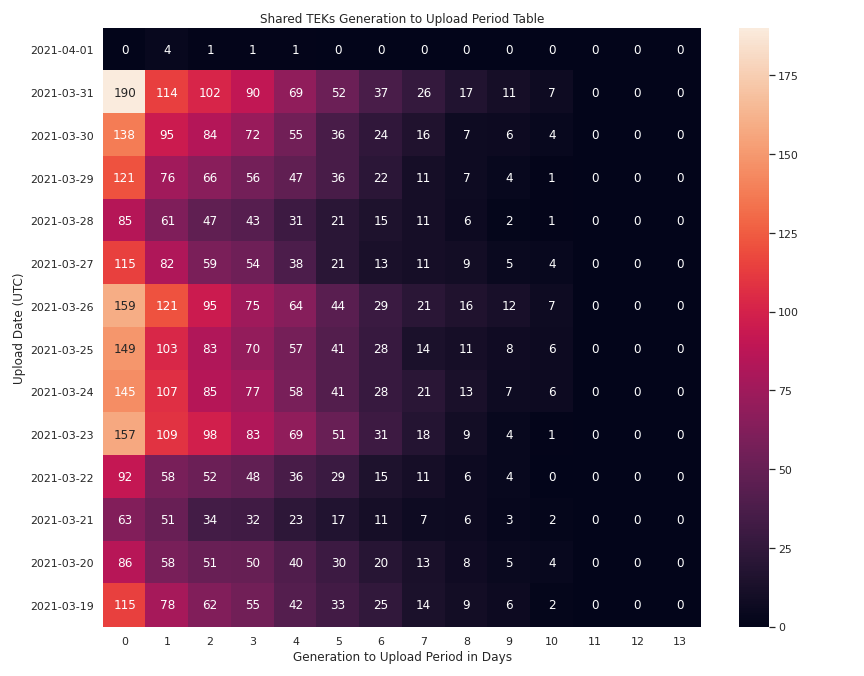 Shared TEKs Generation to Upload Period Table
2021-04-01 0 4 1 1 1 0 0 0 0 0 0 0 0 0
2021-03-31 190 114 102 90 69 52 37 26 17 11 7 0 0 0
2021-03-30 138 95 84 72 55 36 24 16 7 6 4 0 0 0
2021-03-29 121 76 66 56 47 36 22 11 7 4 1 0 0 0
2021-03-28 85 61 47 43 31 21 15 11 6 2 1 0 0 0
2021-03-27 115 82 59 54 38 21 13 11 9 5 4 0 0 0
2021-03-26 159 121 95 75 64 44 29 21 16 12 7 0 0 0
2021-03-25 149 103 83 70 57 41 28 14 11 8 6 0 0 0
2021-03-24 145 107 85 77 58 41 28 21 13 7 6 0 0 0
2021-03-23 157 109 98 83 69 51 31 18 9 4 1 0 0 0
2021-03-22 92 58 52 48 36 29 15 11 6 4 0 0 0 0
2021-03-21 63 51 34 32 23 17 11 7 6 3 2 0 0 0
2021-03-20 86 58 51 50 40 30 20 13 8 5 4 0 0 0
2021-03-19 115 78 62 55 42 33 25 14 9 6 2 0 0 0
0 1 2 3 4 5 6 7 8 9 10 11 12 13
Generation to Upload Period in Days
Upload Date (UTC)
175
150
125
100
75
50
25
0